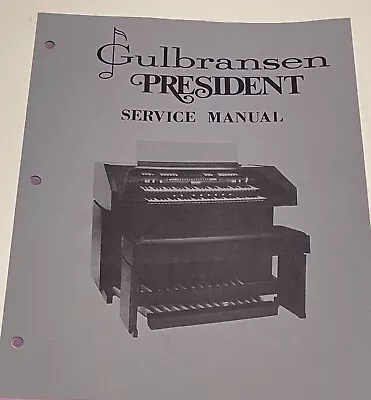 Gulbransen
PRESIDENT
SERVICE MANUAL